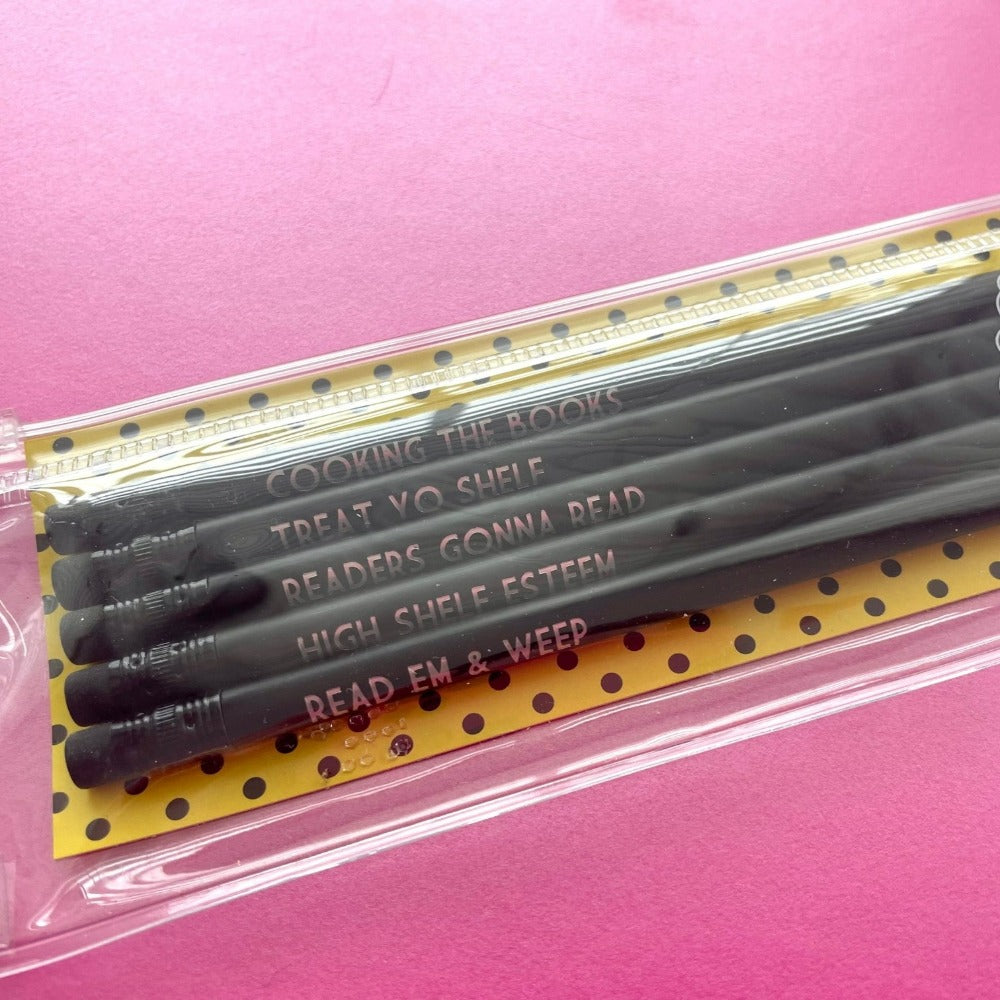 COOKING THE BOOKS
TREAT YO SHELF
READERS GONNA READ
HIGH SHELF ESTEEM
READ EM & WEEP